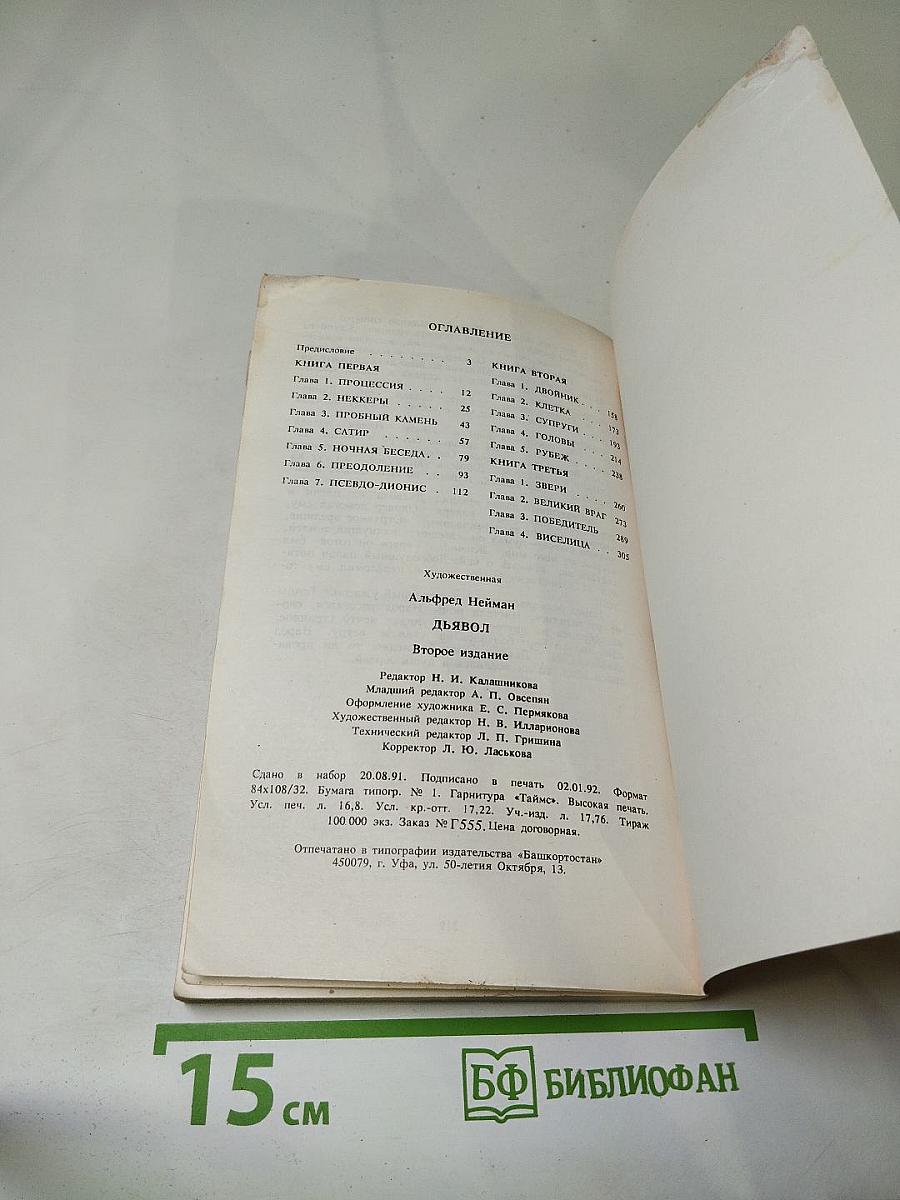 ОГЛАВЛЕНИЕ
Предисловие . . . . . . . . 3
КНИГА ПЕРВАЯ
Глава 1. ПРОЦЕССИЯ . . . . 12
Глава 2. НЕККЕРЫ . . . . . 25
Глава 3. ПРОБНЫЙ КАМЕНЬ 43
Глава 4. САТИР . . . . . . 57
Глава 5. НОЧНАЯ БЕСЕДА. . 79
Глава 6. ПРЕОДОЛЕНИЕ . . 93
Глава 7. ПСЕВДО-ДИОНИС . 112
КНИГА ВТОРАЯ
Глава 1. ДВОЙНИК . . . 158
Глава 2. КЛЕТКА . . . . 173
Глава 3. СУПРУГИ . . . 193
Глава 4. ГОЛОВЫ . . . . 214
Глава 5. РУБЕЖ . . . . 238
КНИГА ТРЕТЬЯ
Глава 1. ЗВЕРИ . . . . 260
Глава 2. ВЕЛИКИЙ ВРАГ 273
Глава 3. ПОБЕДИТЕЛЬ 289
Глава 4. ВИСЕЛИЦА . . 305
Художественная
Альфред Нейман
ДЬЯВОЛ
Второе издание
Редактор Н. И. Калашникова
Младший редактор А. П. Овсепян
Оформление художника Е. С. Пермякова
Художественный редактор Н. В. Илларионова
Технический редактор Л. П. Гришина
Корректор Л. Ю. Ласькова
Сдано в набор 20.08.91. Подписано в печать 02.01.92. Формат
84х108/32. Бумага типогр. № 1. Гарнитура «Таймс». Высокая печать.
Усл. печ. л. 16,8. Усл. кр.-отт. 17,22. Уч.-изд. л. 17,76. Тираж
100.000 экз. Заказ № Г555. Цена договорная.
Отпечатано в типографии издательства «Башкортостан»
450079, г. Уфа, ул. 50-летия Октября, 13.
15 см
БФ БИБЛИОФАН